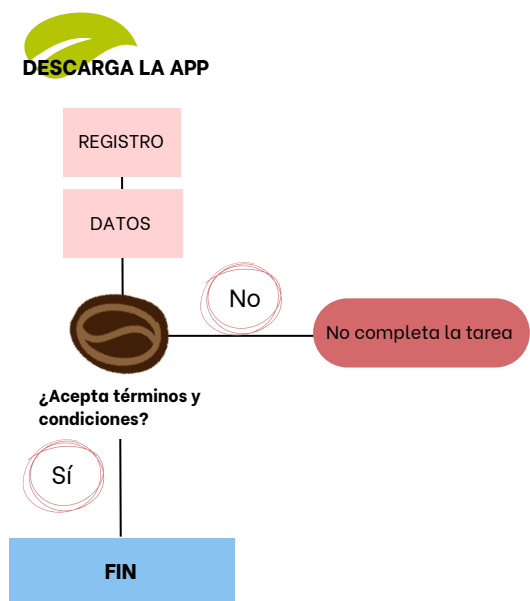 DESCARGA LA APP
REGISTRO
DATOS
No
No completa la tarea
¿Acepta términos y
condiciones?
Sí
FIN